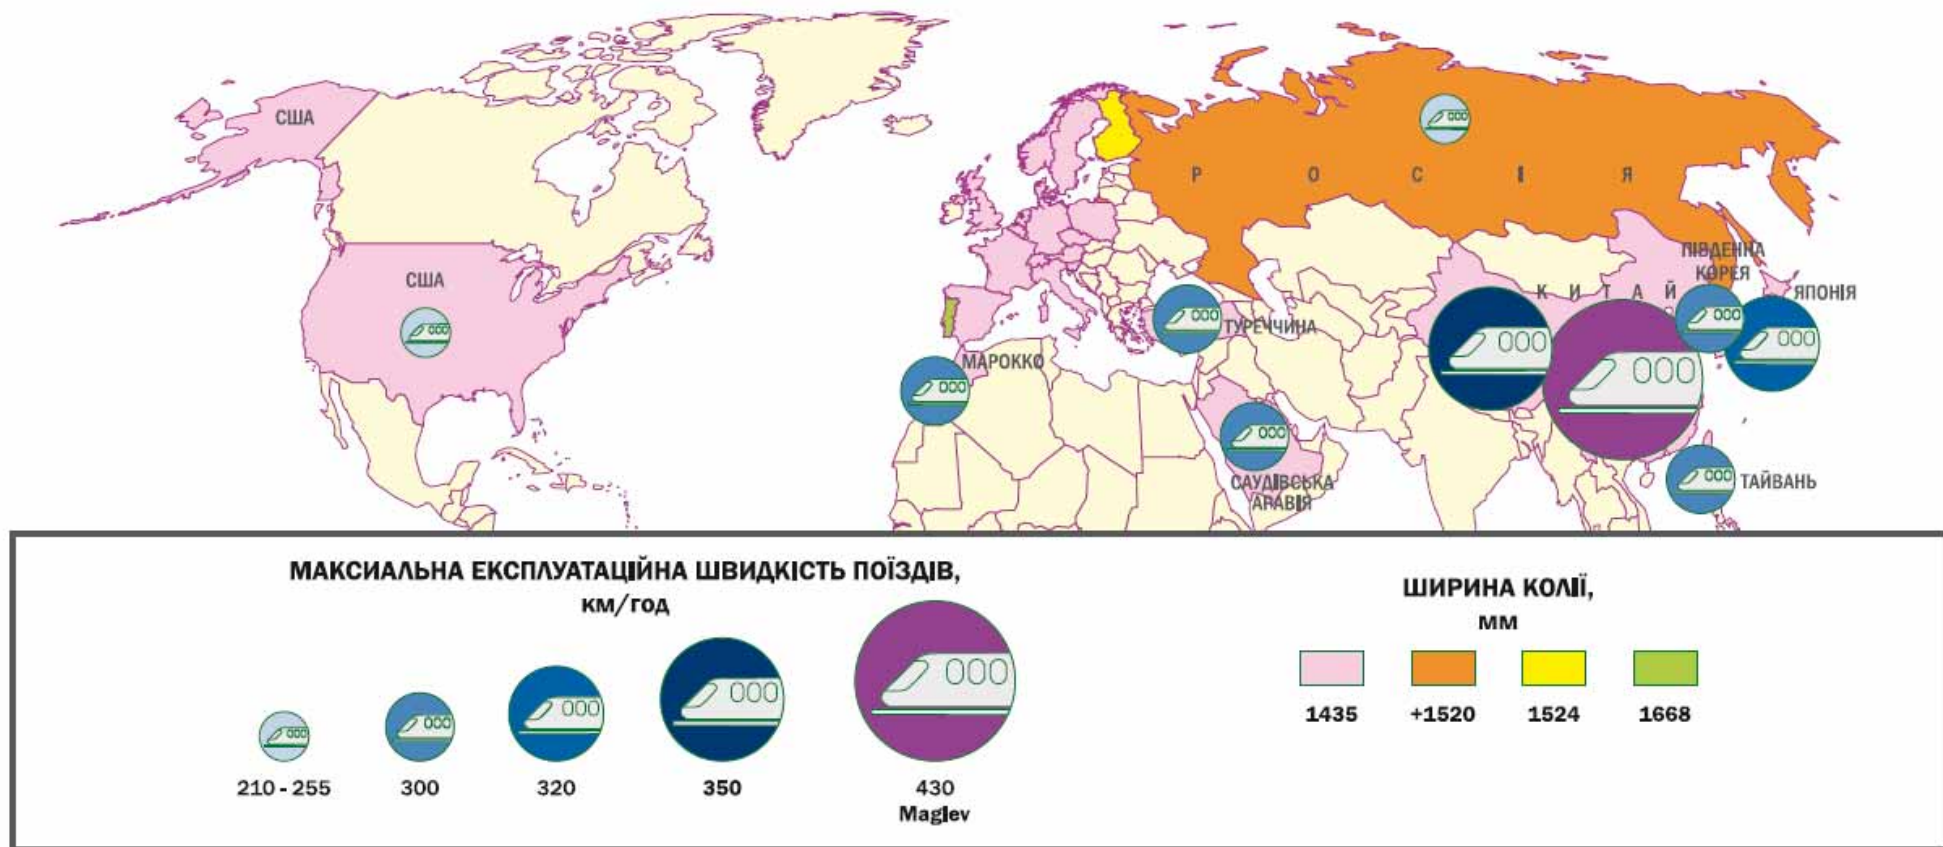 США
США
Р О С І Я
ПІВДЕННА
КОРЕЯ
К И Т А Й
ЯПОНІЯ
ТУРЕЧЧИНА
МАРОККО
САУДІВСЬКА
АРАВІЯ
ТАЙВАНЬ
МАКСИАЛЬНА ЕКСПЛУАТАЦІЙНА ШВИДКІСТЬ ПОЇЗДІВ,
км/год
210 - 255
300
320
350
430
Maglev
ШИРИНА КОЛІЇ,
мм
1435
+1520
1524
1668